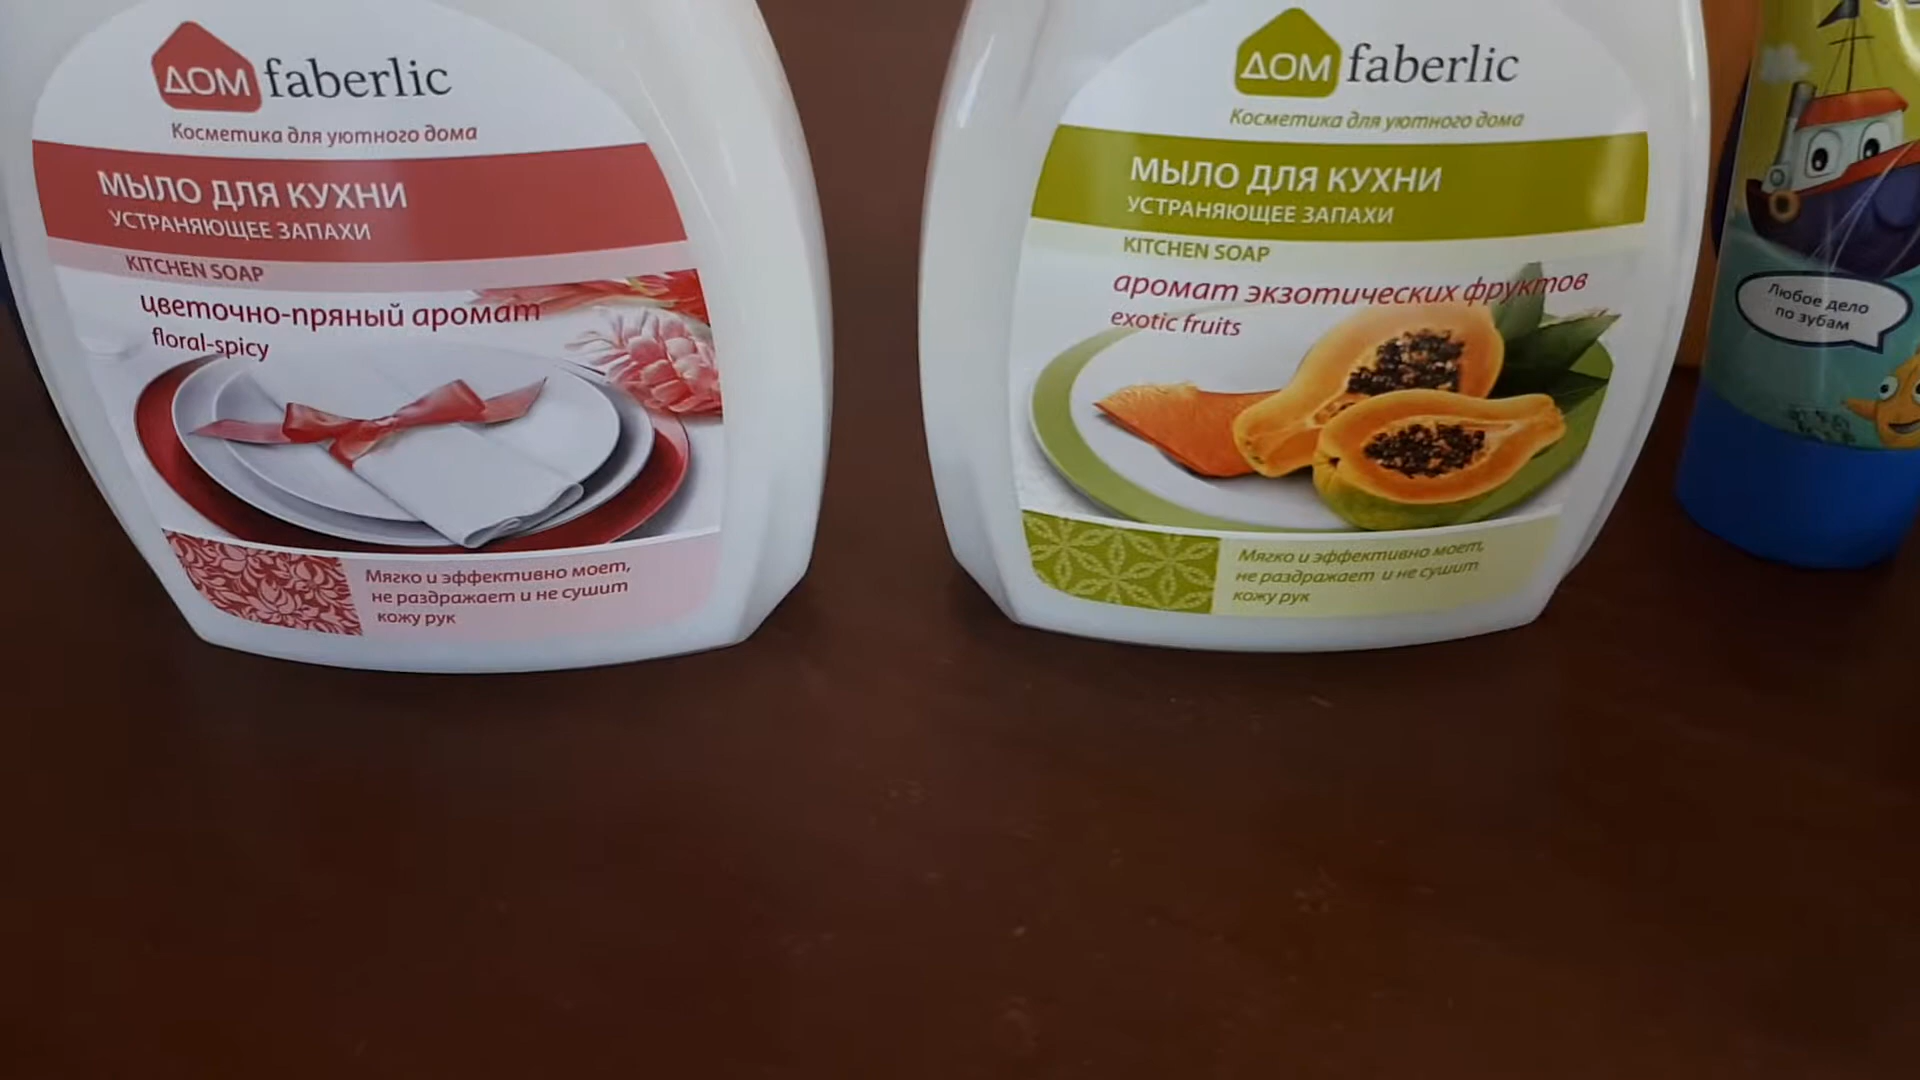 ДОМ faberlic
Косметика для уютного дома
МЫЛО ДЛЯ КУХНИ
УСТРАНЯЮЩЕЕ ЗАПАХИ
KITCHEN SOAP
цветочно-пряный аромат
floral-spicy
Мягко и эффективно моет,
не раздражает и не сушит
кожу рук
ДОМ faberlic
Косметика для уютного дома
МЫЛО ДЛЯ КУХНИ
УСТРАНЯЮЩЕЕ ЗАПАХИ
KITCHEN SOAP
аромат экзотических фруктов
exotic fruits
Мягко и эффективно моет,
не раздражает и не сушит
кожу рук
Любое дело
по зубам